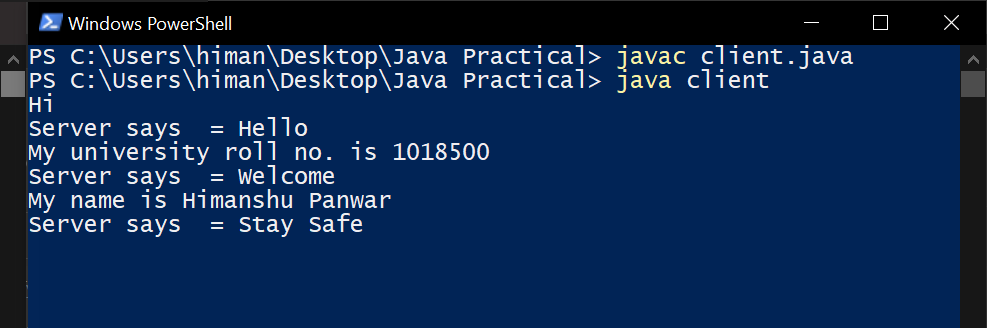 Windows PowerShell
PS C:\Users\himan\Desktop\Java Practical> javac client.java
PS C:\Users\himan\Desktop\Java Practical> java client
Hi
Server says  = Hello
My university roll no. is 1018500
Server says  = Welcome
My name is Himanshu Panwar
Server says  = Stay Safe